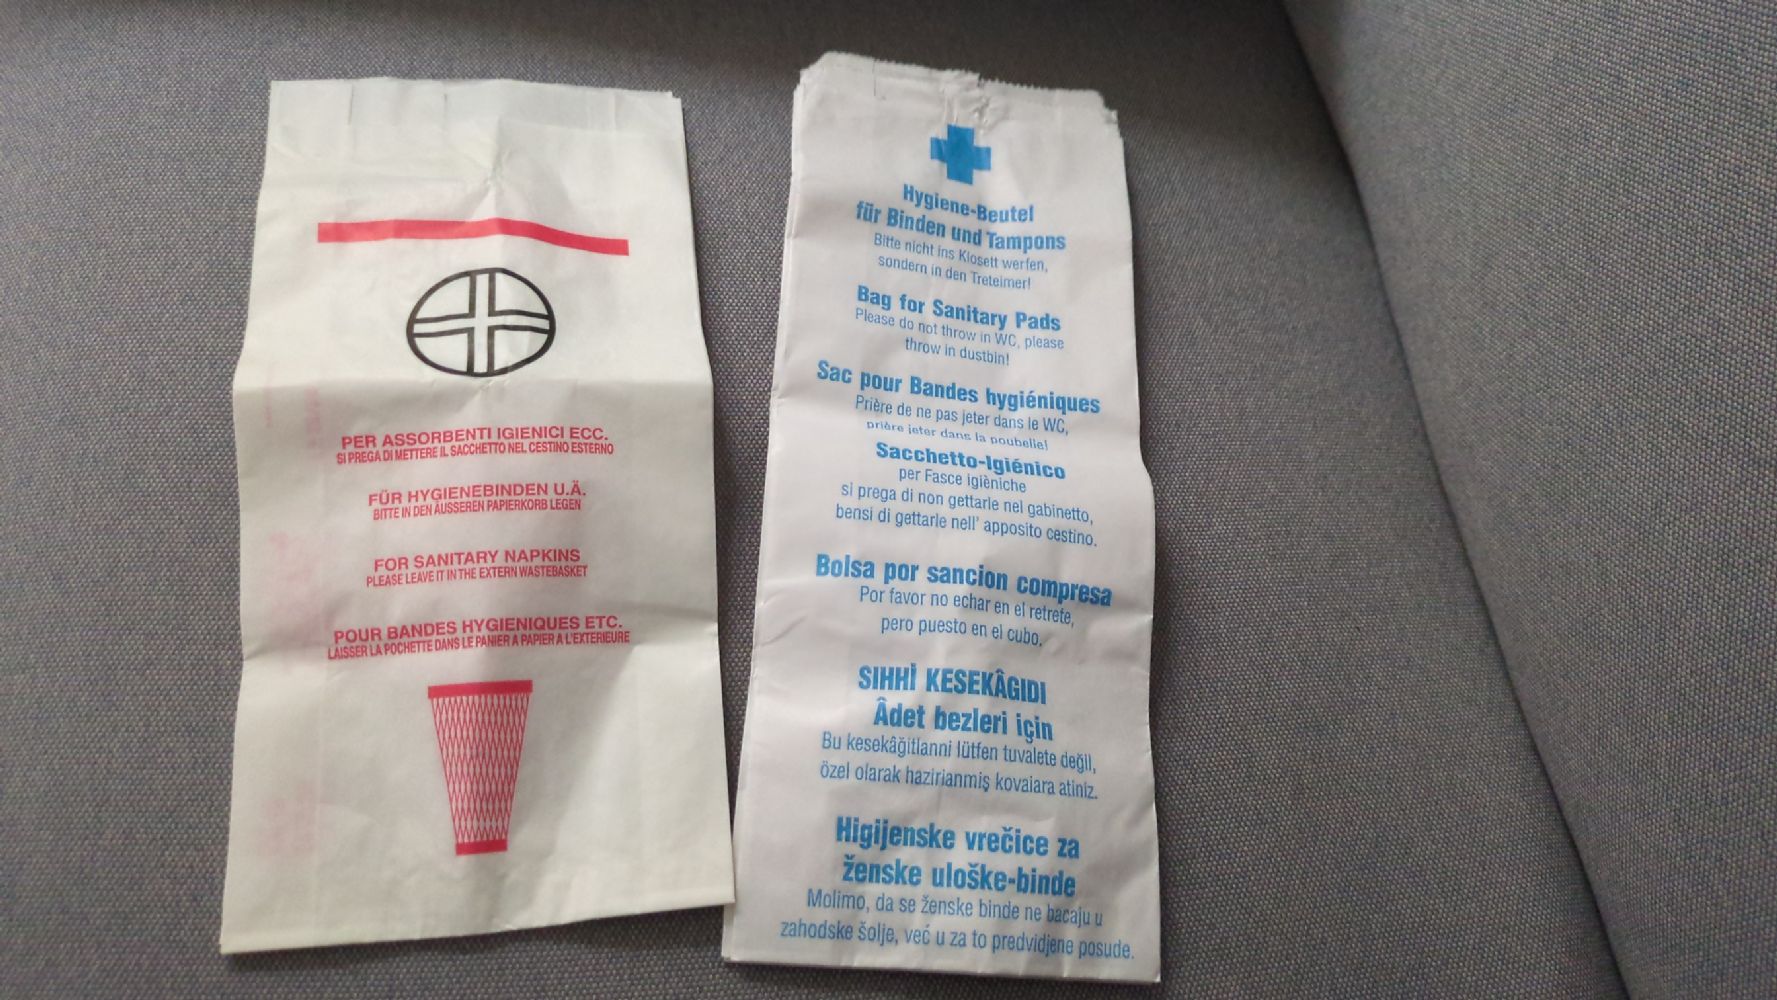 PER ASSORBENTI IGIENICI ECC.
SI PREGA DI METTERE IL SACCHETTO NEL CESTINO ESTERNO
FÜR HYGIENEBINDEN U.Ä.
BITTE IN DEN ÄUSSEREN PAPIERKORB LEGEN
FOR SANITARY NAPKINS
PLEASE LEAVE IT IN THE EXTERN WASTEBASKET
POUR BANDES HYGIENIQUES ETC.
LAISSER LA POCHETTE DANS LE PANIER A PAPIER A L'EXTERIEURE
Hygiene-Beutel
für Binden und Tampons
Bitte nicht ins Klosett werfen,
sondern in den Treteimer!
Bag for Sanitary Pads
Please do not throw in WC, please
throw in dustbin!
Sac pour Bandes hygiéniques
Prière de ne pas jeter dans le WC,
prière jeter dans la poubelle!
Sacchetto-Igiénico
per Fasce igièniche
si prega di non gettarle nel gabinetto,
bensi di gettarle nell' apposito cestino.
Bolsa por sancion compresa
Por favor no echar en el retrete,
pero puesto en el cubo.
SIHHİ KESEKÂGIDI
Âdet bezleri için
Bu kesekâğitlanni lütfen tuvalete değil,
özel olarak hazirianmiş kovaiara atiniz.
Higijenske vrečice za
ženske uloške-binde
Molimo, da se ženske binde ne bacaju u
zahodske šolje, već u za to predvidjene posude.